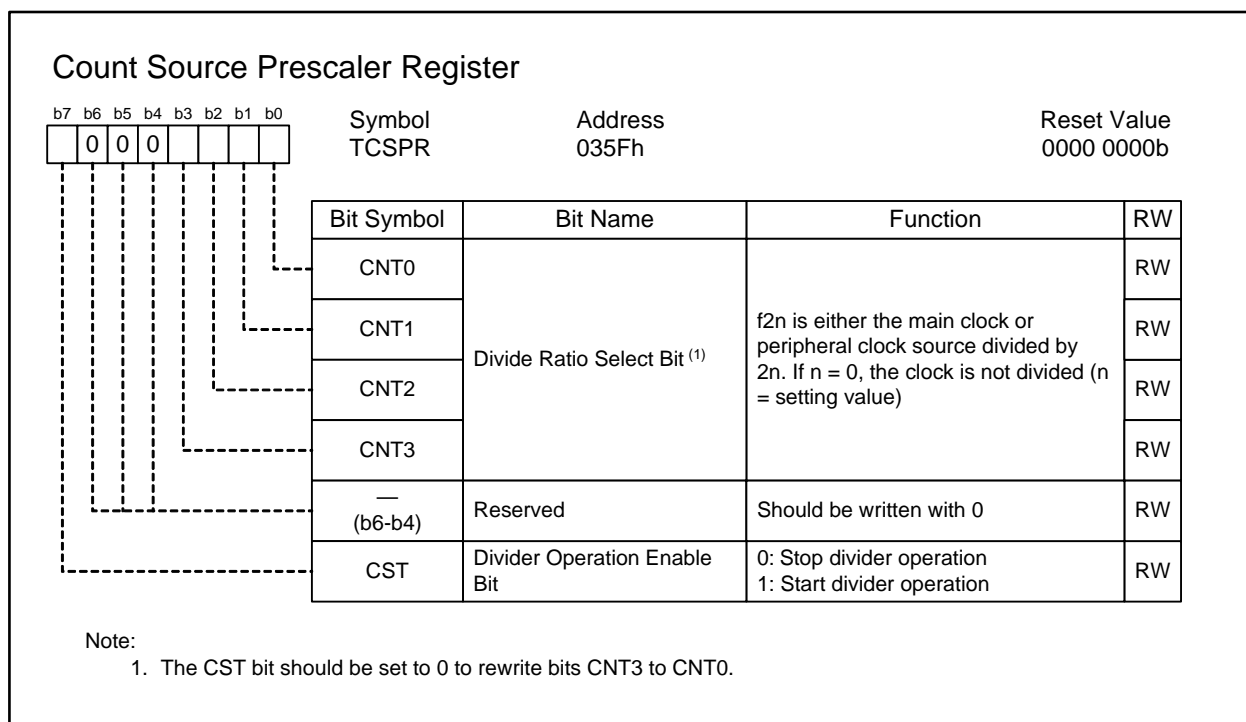 Count Source Prescaler Register
b7 b6 b5 b4 b3 b2 b1 b0
0 0 0
Symbol Address Reset Value
TCSPR 035Fh 0000 0000b
Bit Symbol Bit Name Function RW
CNT0 RW
CNT1 RW
CNT2 RW
CNT3 RW
Divide Ratio Select Bit (1)
f2n is either the main clock or
peripheral clock source divided by
2n. If n = 0, the clock is not divided (n
= setting value)
—
(b6-b4) Reserved Should be written with 0 RW
CST Divider Operation Enable
Bit
0: Stop divider operation
1: Start divider operation
RW
Note:
1. The CST bit should be set to 0 to rewrite bits CNT3 to CNT0.